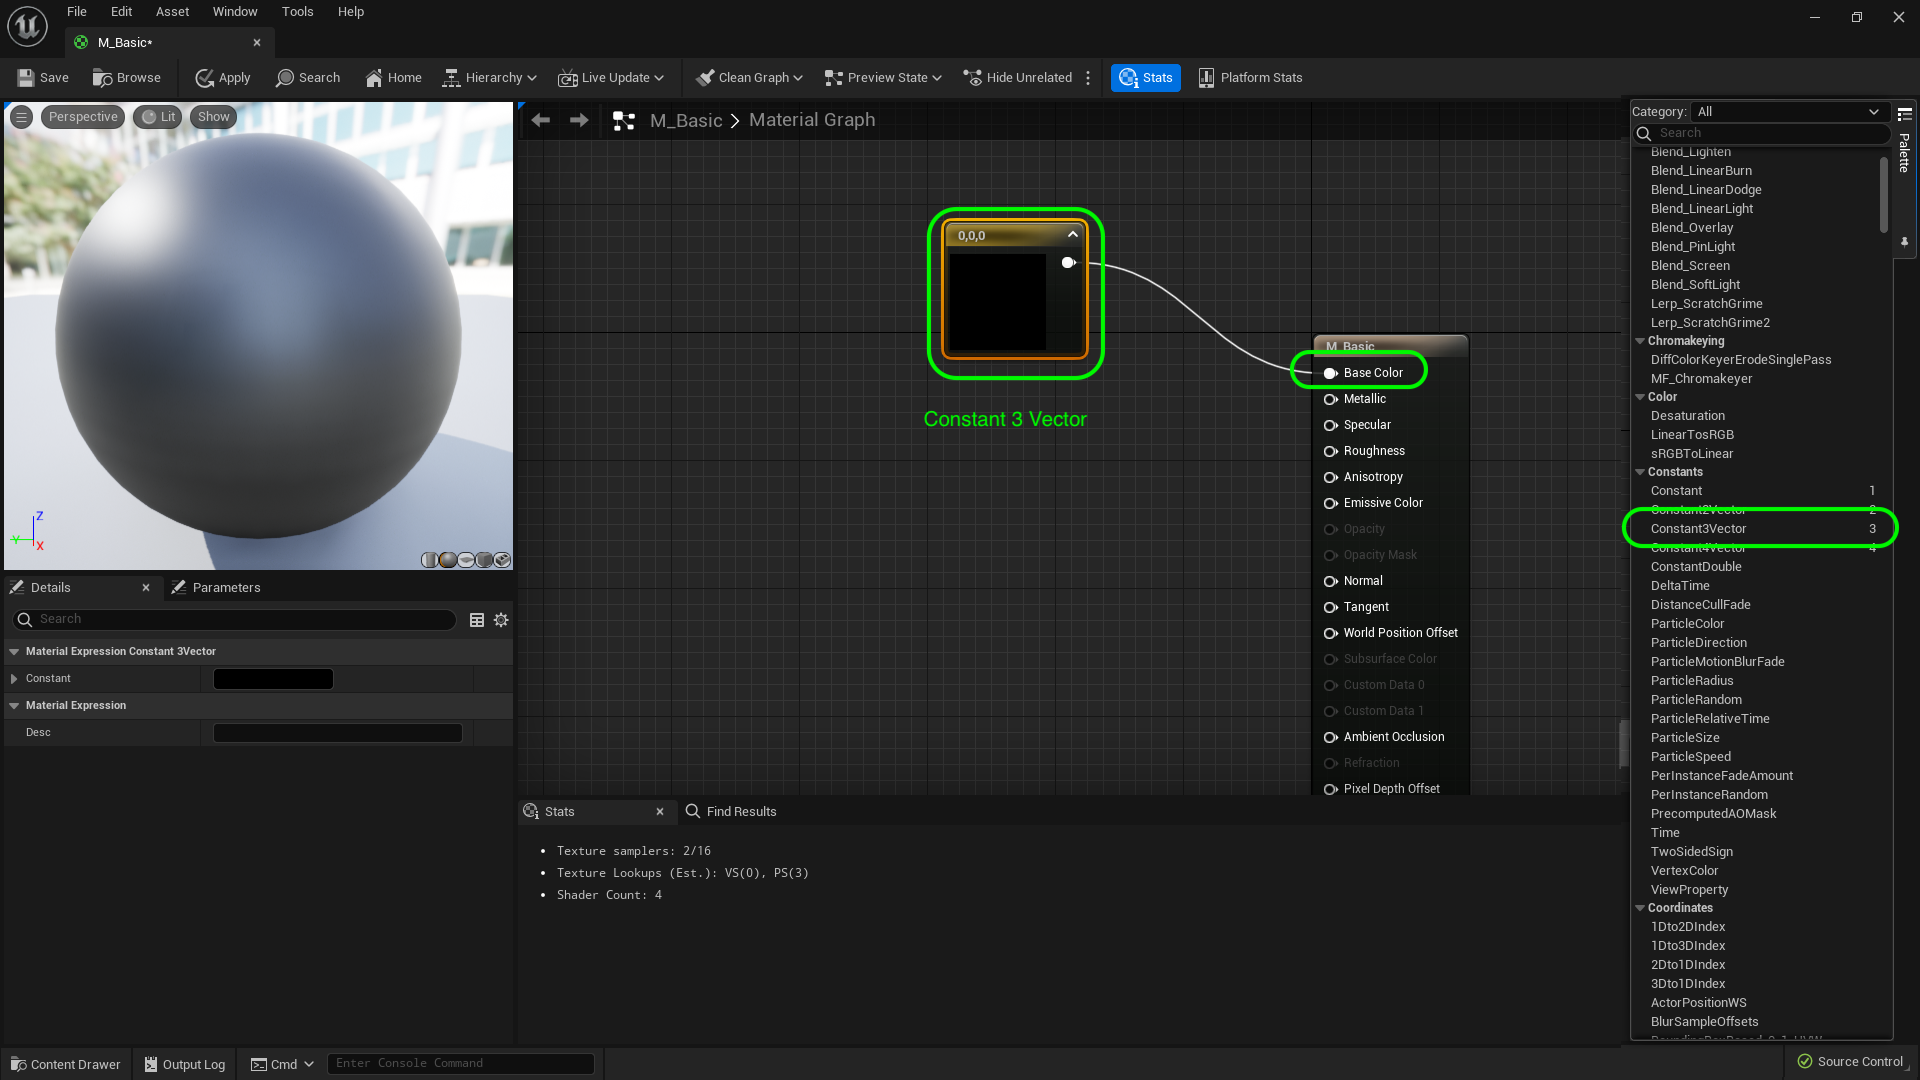 File Edit Asset Window Tools Help
M_Basic*
Save Browse Apply Search Home Hierarchy Live Update Clean Graph Preview State Hide Unrelated Stats Platform Stats
Perspective Lit Show
M_Basic > Material Graph
0,0,0
Constant 3 Vector
M_Basic
Base Color
Metallic
Specular
Roughness
Anisotropy
Emissive Color
Opacity
Opacity Mask
Normal
Tangent
World Position Offset
Subsurface Color
Custom Data 0
Custom Data 1
Ambient Occlusion
Refraction
Pixel Depth Offset
Z
Y
X
Details
Parameters
Search
Material Expression Constant 3Vector
Constant
Material Expression
Desc
Stats
Find Results
• Texture samplers: 2/16
• Texture Lookups (Est.): VS(0), PS(3)
• Shader Count: 4
Category: All
Search
Palette
Blend_Lighten
Blend_LinearBurn
Blend_LinearDodge
Blend_LinearLight
Blend_Overlay
Blend_PinLight
Blend_Screen
Blend_SoftLight
Lerp_ScratchGrime
Lerp_ScratchGrime2
Chromakeying
DiffColorKeyerErodeSinglePass
MF_Chromakeyer
Color
Desaturation
LinearTosRGB
sRGBToLinear
Constants
Constant 1
Constant2Vector 2
Constant3Vector 3
Constant4Vector 4
ConstantDouble
DeltaTime
DistanceCullFade
ParticleColor
ParticleDirection
ParticleMotionBlurFade
ParticleRadius
ParticleRandom
ParticleRelativeTime
ParticleSize
ParticleSpeed
PerInstanceFadeAmount
PerInstanceRandom
PrecomputedAOMask
Time
TwoSidedSign
VertexColor
ViewProperty
Coordinates
1Dto2DIndex
1Dto3DIndex
2Dto1DIndex
3Dto1DIndex
ActorPositionWS
BlurSampleOffsets
Content Drawer Output Log Cmd Enter Console Command Source Control